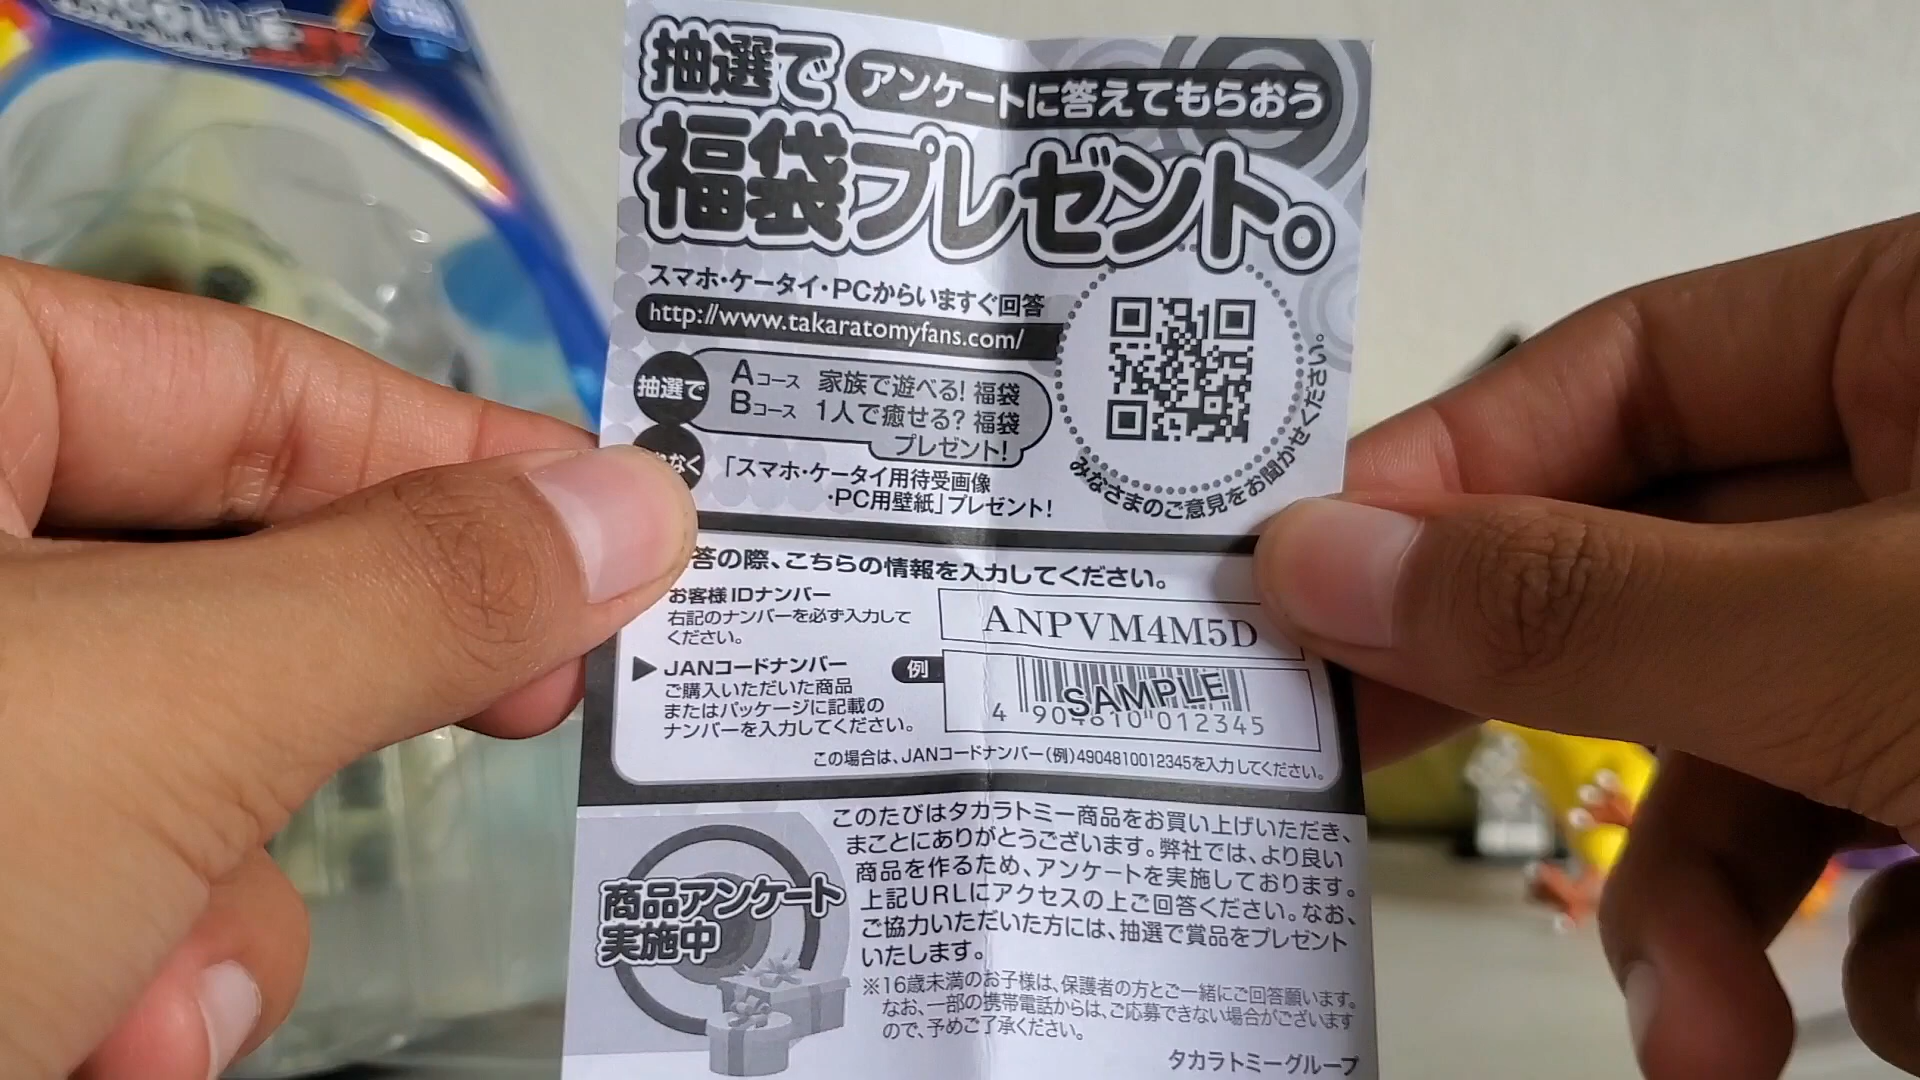 抽選で
アンケートに答えてもらおう
福袋プレゼント。
スマホ・ケータイ・PCからいますぐ回答
http://www.takaratomyfans.com/
抽選で
Aコース 家族で遊べる! 福袋
Bコース 1人で癒せる? 福袋
プレゼント!
なく
「スマホ・ケータイ用待受画像
・PC用壁紙」プレゼント!
みなさまのご意見をお聞かせください。
答の際、こちらの情報を入力してください。
お客様IDナンバー
右記のナンバーを必ず入力して
ください。
ANPVM4M5D
▶JANコードナンバー
ご購入いただいた商品
またはパッケージに記載の
ナンバーを入力してください。
例
SAMPLE
4 904810 012345
この場合は、JANコードナンバー(例)4904810012345を入力してください。
商品アンケート
実施中
このたびはタカラトミー商品をお買い上げいただき、
まことにありがとうございます。弊社では、より良い
商品を作るため、アンケートを実施しております。
上記URLにアクセスの上ご回答ください。なお、
ご協力いただいた方には、抽選で賞品をプレゼント
いたします。
※16歳未満のお子様は、保護者の方とご一緒にご回答願います。
なお、一部の携帯電話からは、ご応募できない場合がございます
ので、予めご了承ください。
タカラトミーグループ